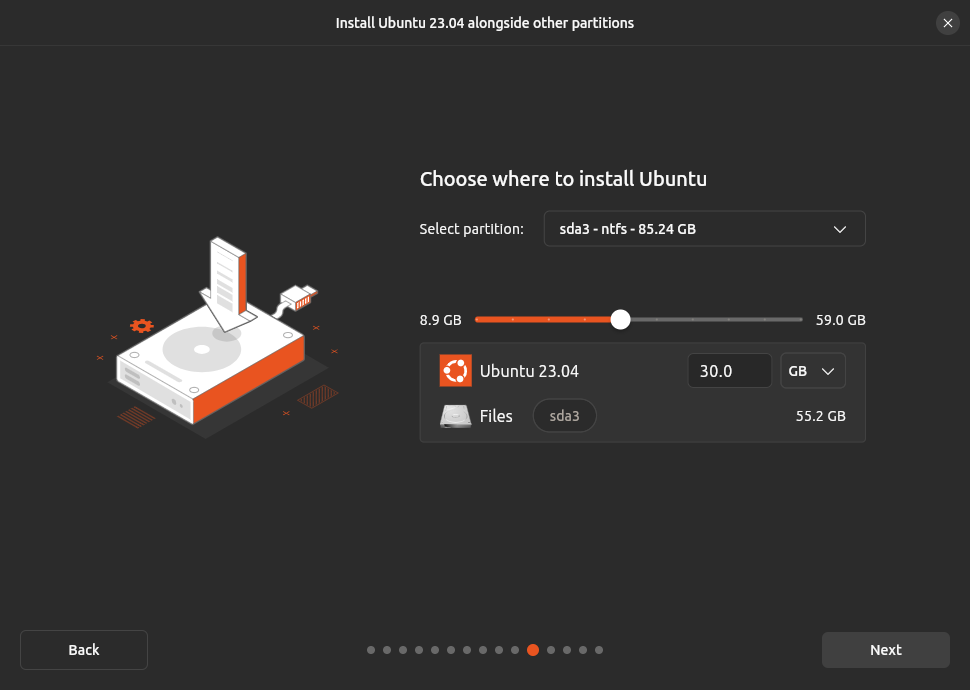 Install Ubuntu 23.04 alongside other partitions
Choose where to install Ubuntu
Select partition: sda3 - ntfs - 85.24 GB
8.9 GB 59.0 GB
Ubuntu 23.04 30.0 GB
Files sda3 55.2 GB
Back Next